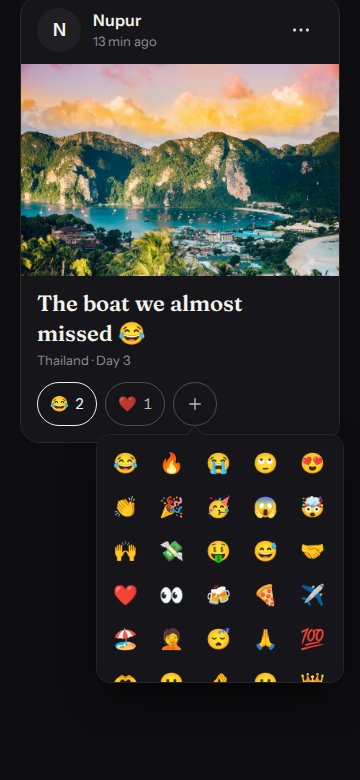 N
Nupur
13 min ago
The boat we almost
missed 😂
Thailand · Day 3
😂 2
❤️ 1
+
💯